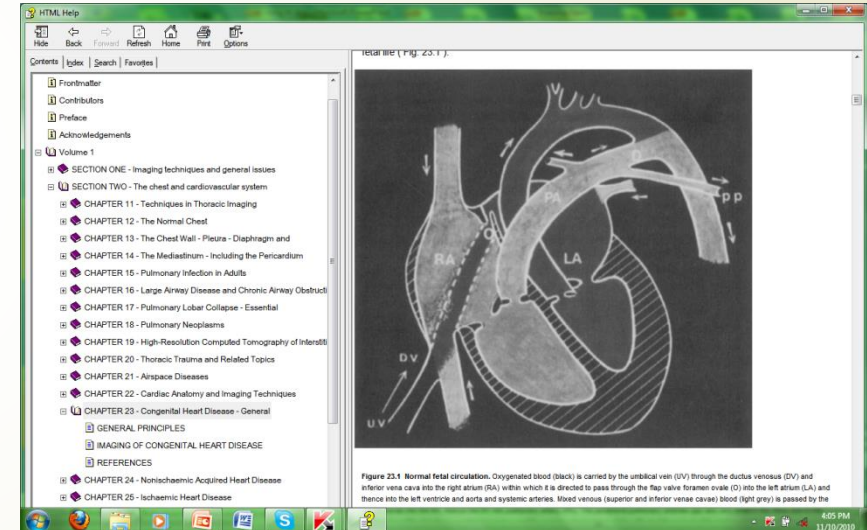 HTML Help
Hide Back Forward Refresh Home Print Options
Contents Index Search Favorites
Frontmatter
Contributors
Preface
Acknowledgements
Volume 1
SECTION ONE - Imaging techniques and general issues
SECTION TWO - The chest and cardiovascular system
CHAPTER 11 - Techniques in Thoracic Imaging
CHAPTER 12 - The Normal Chest
CHAPTER 13 - The Chest Wall - Pleura - Diaphragm and
CHAPTER 14 - The Mediastinum - Including the Pericardium
CHAPTER 15 - Pulmonary Infection in Adults
CHAPTER 16 - Large Airway Disease and Chronic Airway Obstructi
CHAPTER 17 - Pulmonary Lobar Collapse - Essential
CHAPTER 18 - Pulmonary Neoplasms
CHAPTER 19 - High-Resolution Computed Tomography of Interstiti
CHAPTER 20 - Thoracic Trauma and Related Topics
CHAPTER 21 - Airspace Diseases
CHAPTER 22 - Cardiac Anatomy and Imaging Techniques
CHAPTER 23 - Congenital Heart Disease - General
GENERAL PRINCIPLES
IMAGING OF CONGENITAL HEART DISEASE
REFERENCES
CHAPTER 24 - Nonischaemic Acquired Heart Disease
CHAPTER 25 - Ischaemic Heart Disease
fetal life ( Fig. 23.1 ).
PA
pp
O
RA
LA
DV
UV
Figure 23.1 Normal fetal circulation. Oxygenated blood (black) is carried by the umbilical vein (UV) through the ductus venosus (DV) and
inferior vena cava into the right atrium (RA) within which it is directed to pass through the flap valve foramen ovale (O) into the left atrium (LA) and
thence into the left ventricle and aorta and systemic arteries. Mixed venous (superior and inferior venae cavae) blood (light grey) is passed by the
4:05 PM
11/10/2019